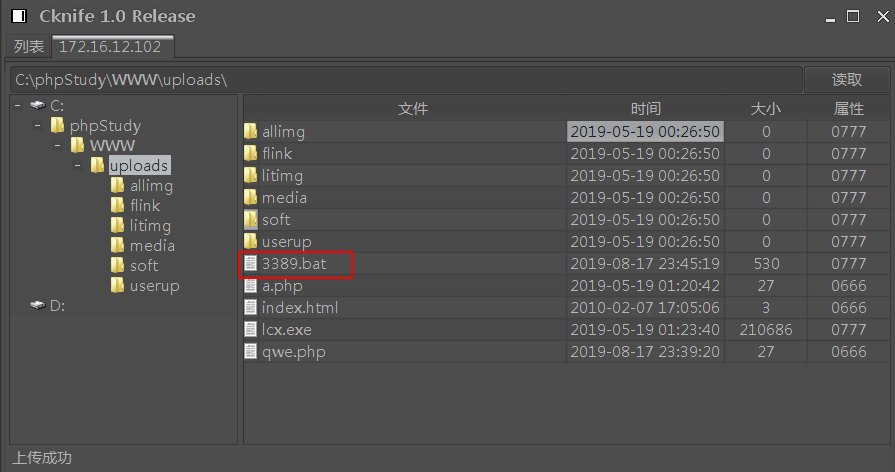 Cknife 1.0 Release
列表 172.16.12.102
C:\phpStudy\WWW\uploads\ 读取
C:
phpStudy
WWW
uploads
allimg
flink
litimg
media
soft
userup
D:
文件 时间 大小 属性
allimg 2019-05-19 00:26:50 0 0777
flink 2019-05-19 00:26:50 0 0777
litimg 2019-05-19 00:26:50 0 0777
media 2019-05-19 00:26:50 0 0777
soft 2019-05-19 00:26:50 0 0777
userup 2019-05-19 00:26:50 0 0777
3389.bat 2019-08-17 23:45:19 530 0777
a.php 2019-05-19 01:20:42 27 0666
index.html 2010-02-07 17:05:06 3 0666
lcx.exe 2019-05-19 01:23:40 210686 0777
qwe.php 2019-08-17 23:39:20 27 0666
上传成功